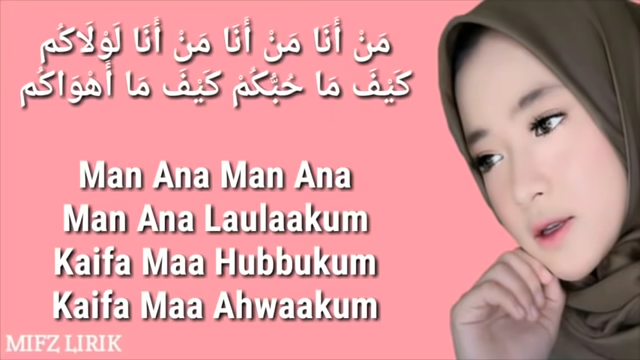 مَنْ أَنَا مَنْ أَنَا مَنْ أَنَا لَوْلَاكُم
كَيْفَ مَا حُبُّكُمْ كَيْفَ مَا أَهْوَاكُم
Man Ana Man Ana
Man Ana Laulaakum
Kaifa Maa Hubbukum
Kaifa Maa Ahwaakum
MIFZ LIRIK